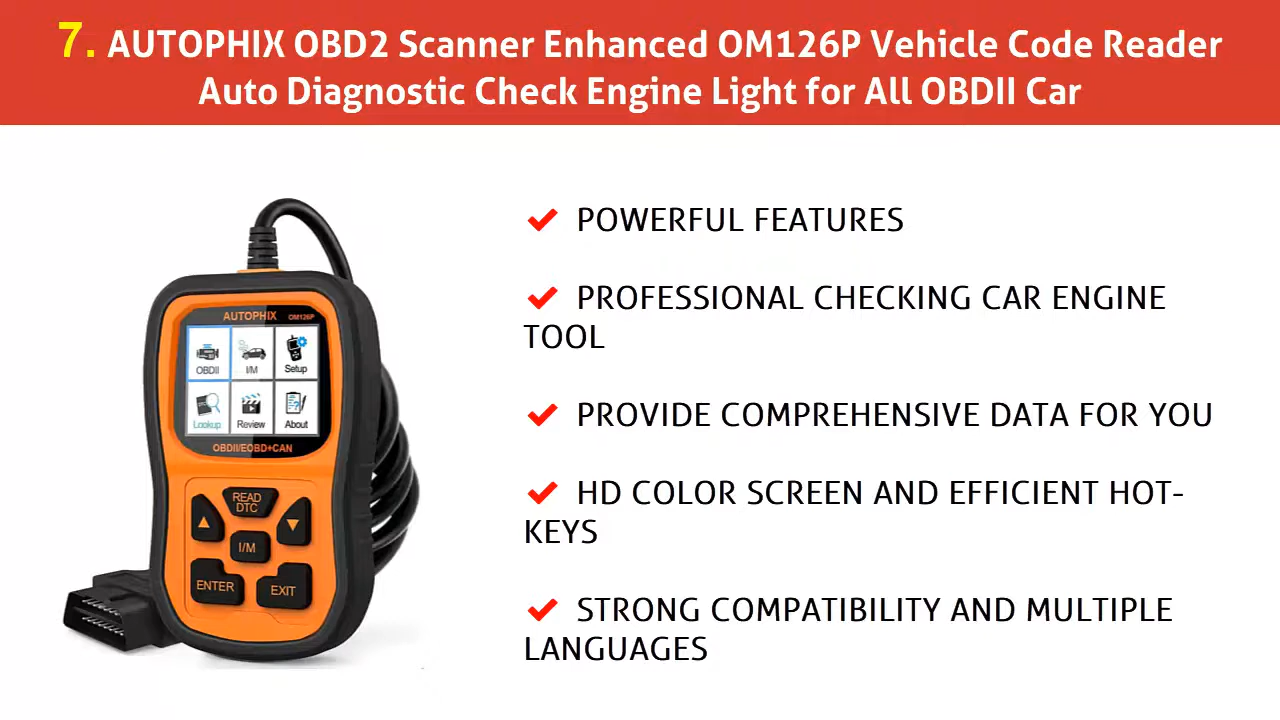 7. AUTOPHIX OBD2 Scanner Enhanced OM126P Vehicle Code Reader
Auto Diagnostic Check Engine Light for All OBDII Car
POWERFUL FEATURES
PROFESSIONAL CHECKING CAR ENGINE
TOOL
PROVIDE COMPREHENSIVE DATA FOR YOU
HD COLOR SCREEN AND EFFICIENT HOT-
KEYS
STRONG COMPATIBILITY AND MULTIPLE
LANGUAGES
AUTOPHIX OM126P
OBDII I/M Setup
Lookup Review About
OBDII/EOBD+CAN
READ
DTC
I/M
ENTER EXIT